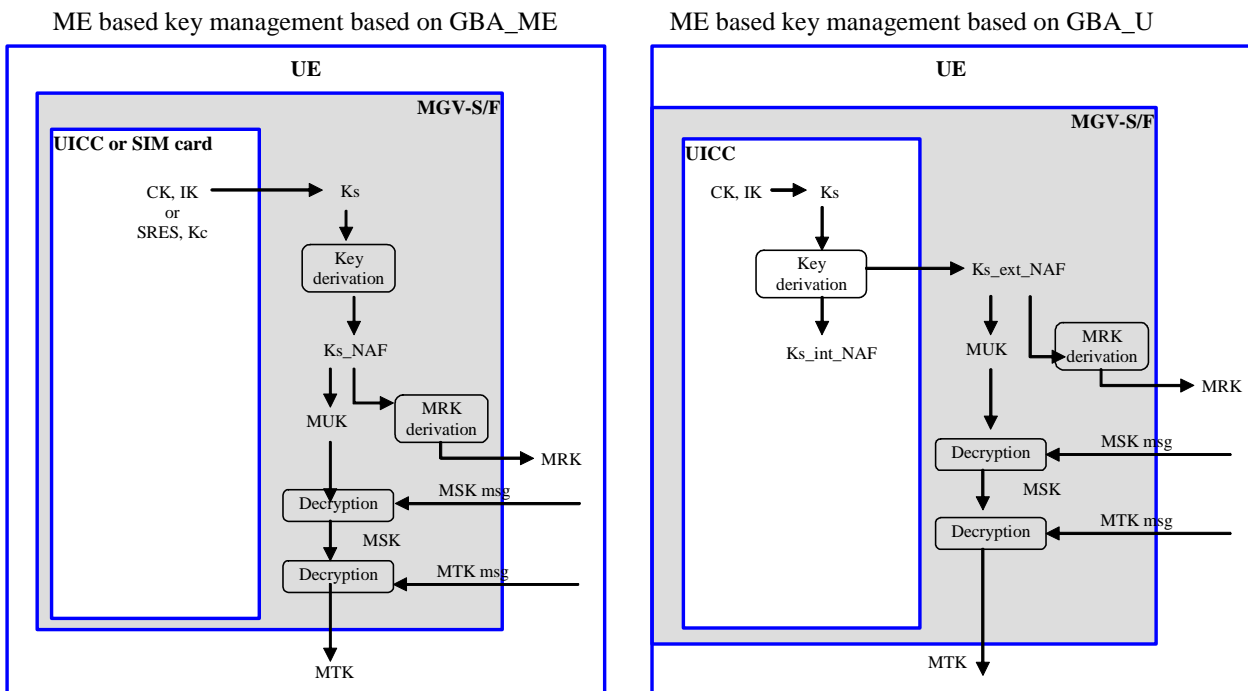 ME based key management based on GBA_ME
UE
MGV-S/F
UICC or SIM card
CK, IK
or
SRES, Kc
Ks
Key
derivation
Ks_NAF
MUK
MRK
derivation
MRK
Decryption
MSK msg
MSK
Decryption
MTK msg
MTK
ME based key management based on GBA_U
UE
MGV-S/F
UICC
CK, IK
Ks
Key
derivation
Ks_ext_NAF
Ks_int_NAF
MUK
MRK
derivation
MRK
Decryption
MSK msg
MSK
Decryption
MTK msg
MTK